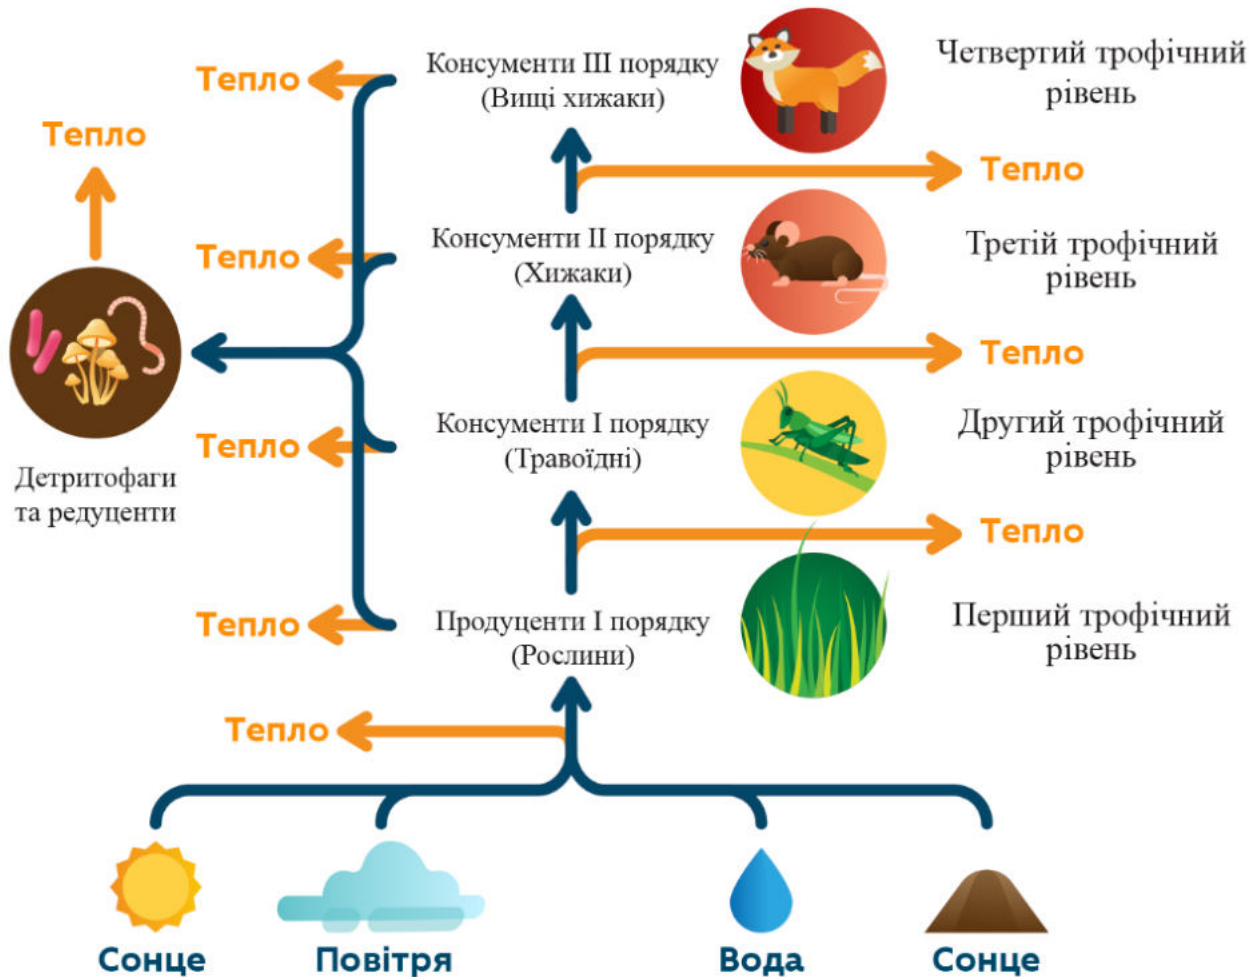 Консументи III порядку
(Вищі хижаки)
Четвертий трофічний
рівень
Тепло
Тепло
Тепло
Консументи II порядку
(Хижаки)
Третій трофічний
рівень
Тепло
Тепло
Консументи I порядку
(Травоїдні)
Другий трофічний
рівень
Тепло
Детритофаги
та редуценти
Тепло
Продуценти I порядку
(Рослини)
Перший трофічний
рівень
Тепло
Тепло
Сонце
Повітря
Вода
Сонце